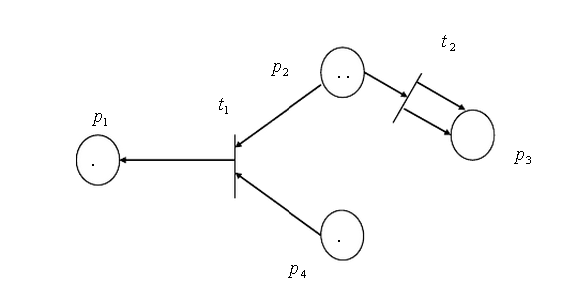 t₂
p₂
t₁
p₁
p₃
p₄